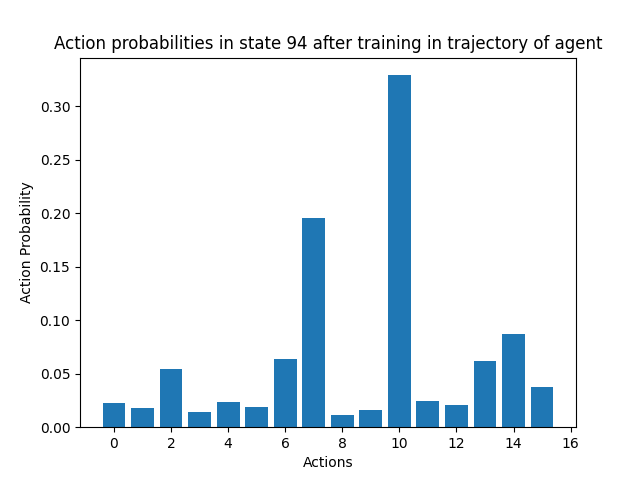 Action probabilities in state 94 after training in trajectory of agent
0.30
0.25
0.20
0.15
0.10
0.05
0.00
Action Probability
0 2 4 6 8 10 12 14 16
Actions